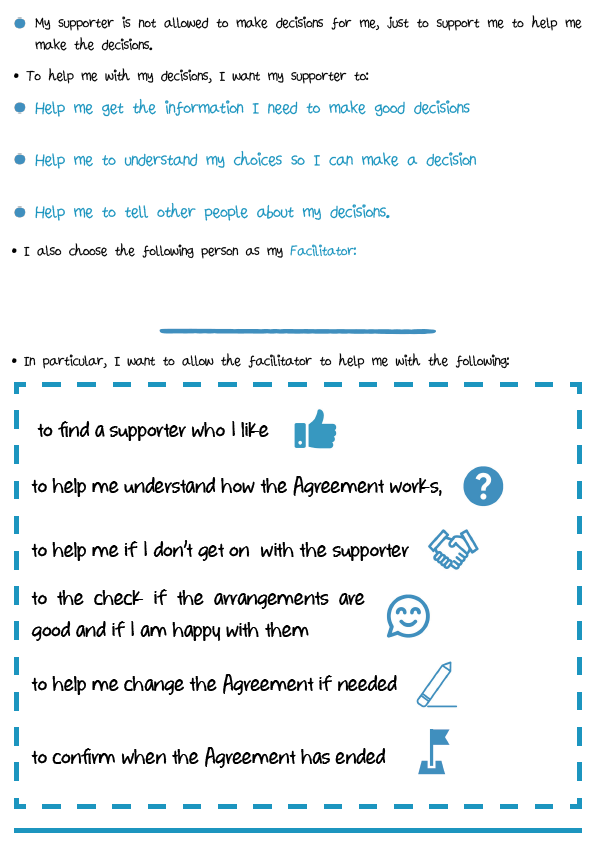 My supporter is not allowed to make decisions for me, just to support me to help me
make the decisions.
• To help me with my decisions, I want my supporter to:
Help me get the information I need to make good decisions
Help me to understand my choices so I can make a decision
Help me to tell other people about my decisions.
• I also choose the following person as my Facilitator:
• In particular, I want to allow the facilitator to help me with the following:
to find a supporter who I like
to help me understand how the Agreement works,
to help me if I don't get on with the supporter
to the check if the arrangements are
good and if I am happy with them
to help me change the Agreement if needed
to confirm when the Agreement has ended